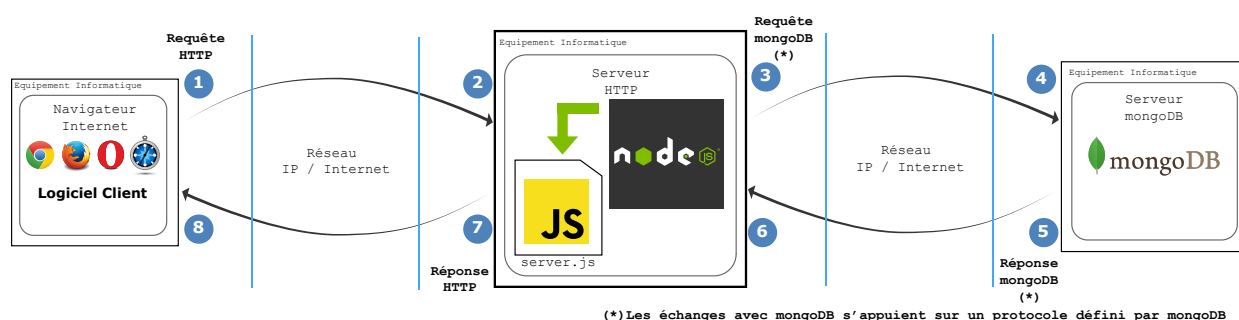 Requête
HTTP
1
Equipement Informatique
Navigateur
Internet
Logiciel Client
8
Réseau
IP / Internet
2
7
Réponse
HTTP
Equipement Informatique
Serveur
HTTP
node
JS
JS
server.js
Requête
mongoDB
(*)
3
6
Réseau
IP / Internet
4
5
Réponse
mongoDB
(*)
Equipement Informatique
Serveur
mongoDB
mongoDB
(*)Les échanges avec mongoDB s’appuient sur un protocole défini par mongoDB